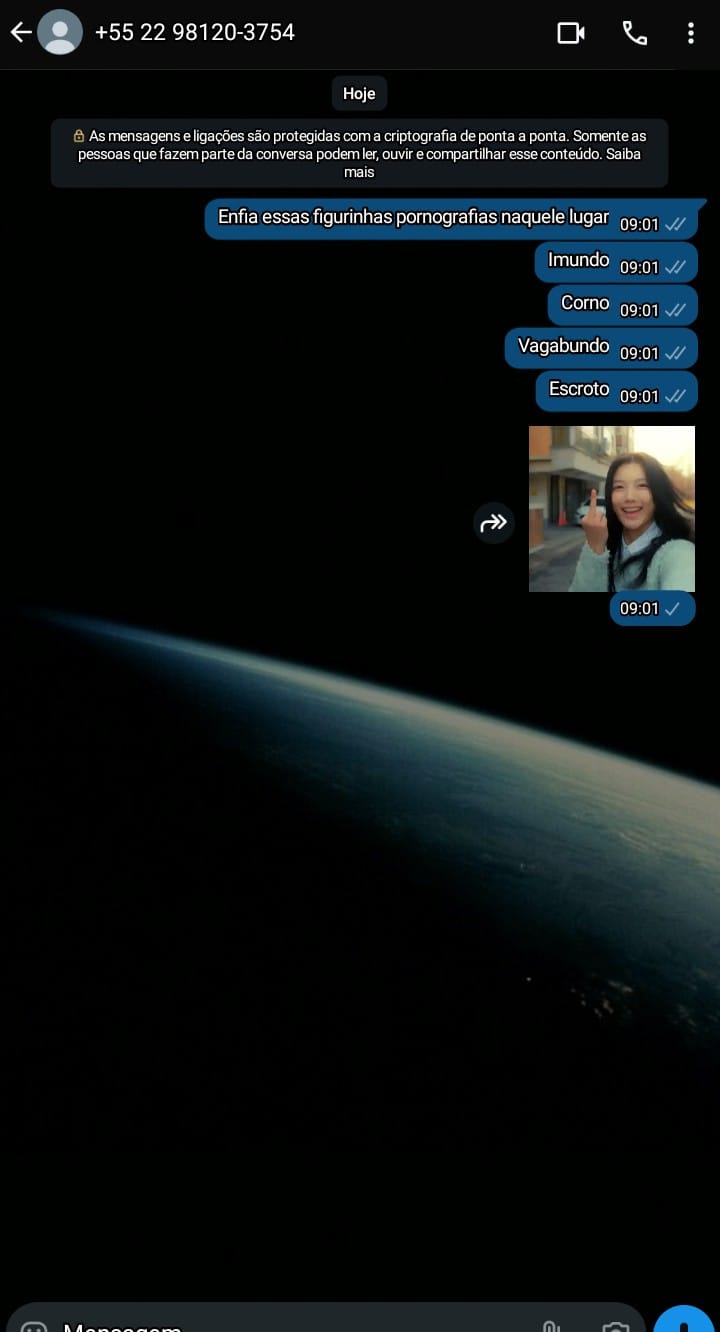 +55 22 98120-3754
Hoje
As mensagens e ligações são protegidas com a criptografia de ponta a ponta. Somente as
pessoas que fazem parte da conversa podem ler, ouvir e compartilhar esse conteúdo. Saiba
mais
Enfia essas figurinhas pornografias naquele lugar 09:01
Imundo 09:01
Corno 09:01
Vagabundo 09:01
Escroto 09:01
09:01
Mensagem